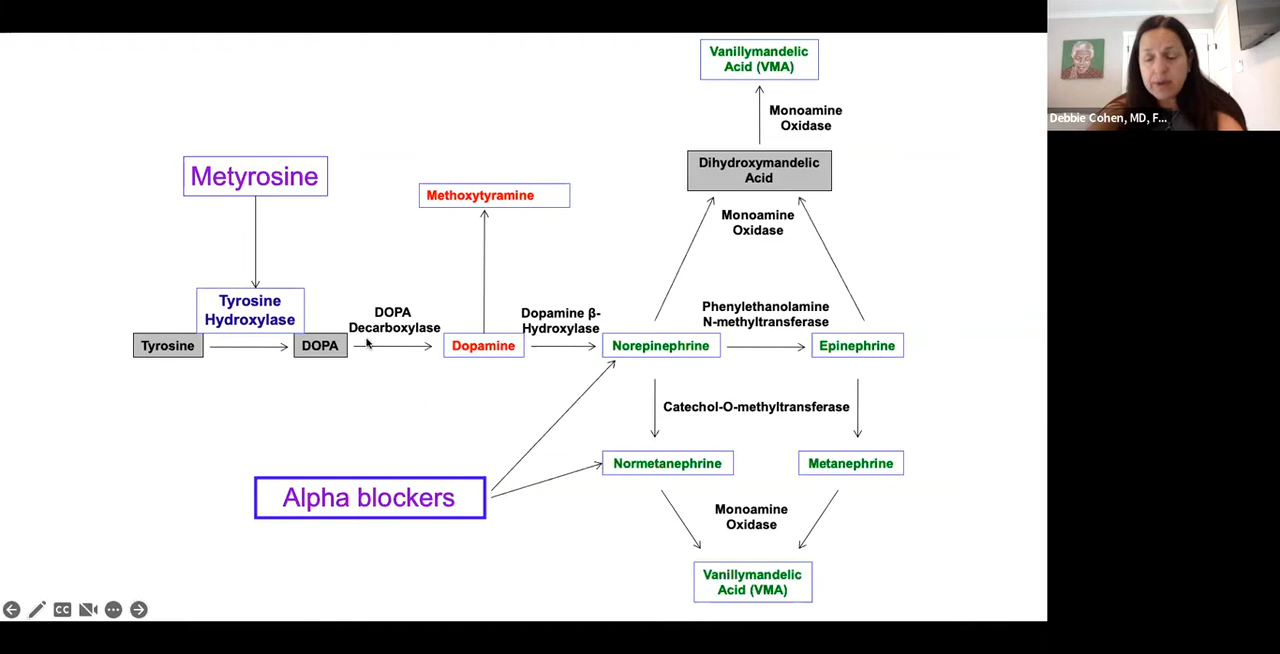 Vanillymandelic
Acid (VMA)
Monoamine
Oxidase
Debbie Cohen, MD, F...
Dihydroxymandelic
Acid
Metyrosine
Methoxytyramine
Monoamine
Oxidase
Tyrosine
Hydroxylase
DOPA
Decarboxylase
Dopamine β-
Hydroxylase
Phenylethanolamine
N-methyltransferase
Tyrosine
DOPA
Dopamine
Norepinephrine
Epinephrine
Catechol-O-methyltransferase
Normetanephrine
Metanephrine
Alpha blockers
Monoamine
Oxidase
Vanillymandelic
Acid (VMA)
CC